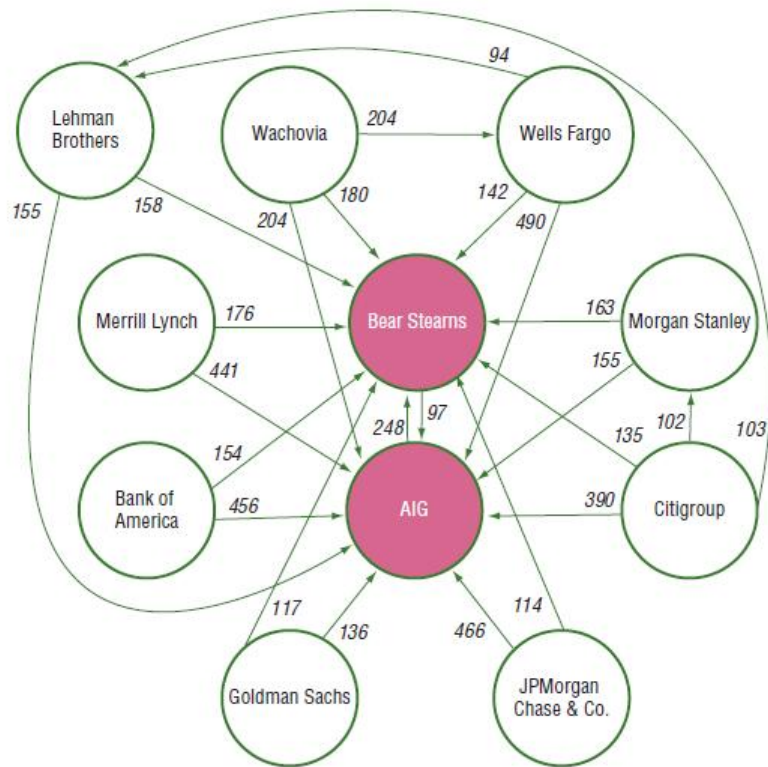 94
Lehman
Brothers
Wachovia
204
Wells Fargo
155
158
204
180
142
490
Merrill Lynch
176
Bear Stearns
163
Morgan Stanley
441
155
97
248
135
102
103
154
Bank of
America
456
AIG
390
Citigroup
117
136
466
114
Goldman Sachs
JPMorgan
Chase & Co.